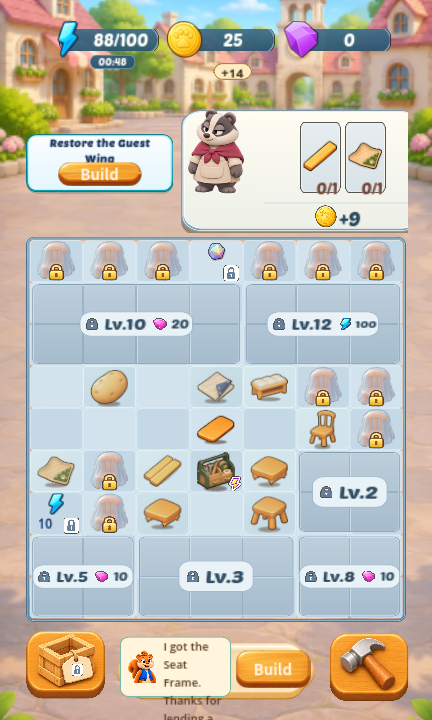 88/100
25
0
00:48
+14
Restore the Guest
Wing
Build
0/1
0/1
+9
Lv.10 20
Lv.12 100
Lv.2
10
Lv.5 10
Lv.3
Lv.8 10
I got the
Seat
Frame.
Thanks for
lending a
Build